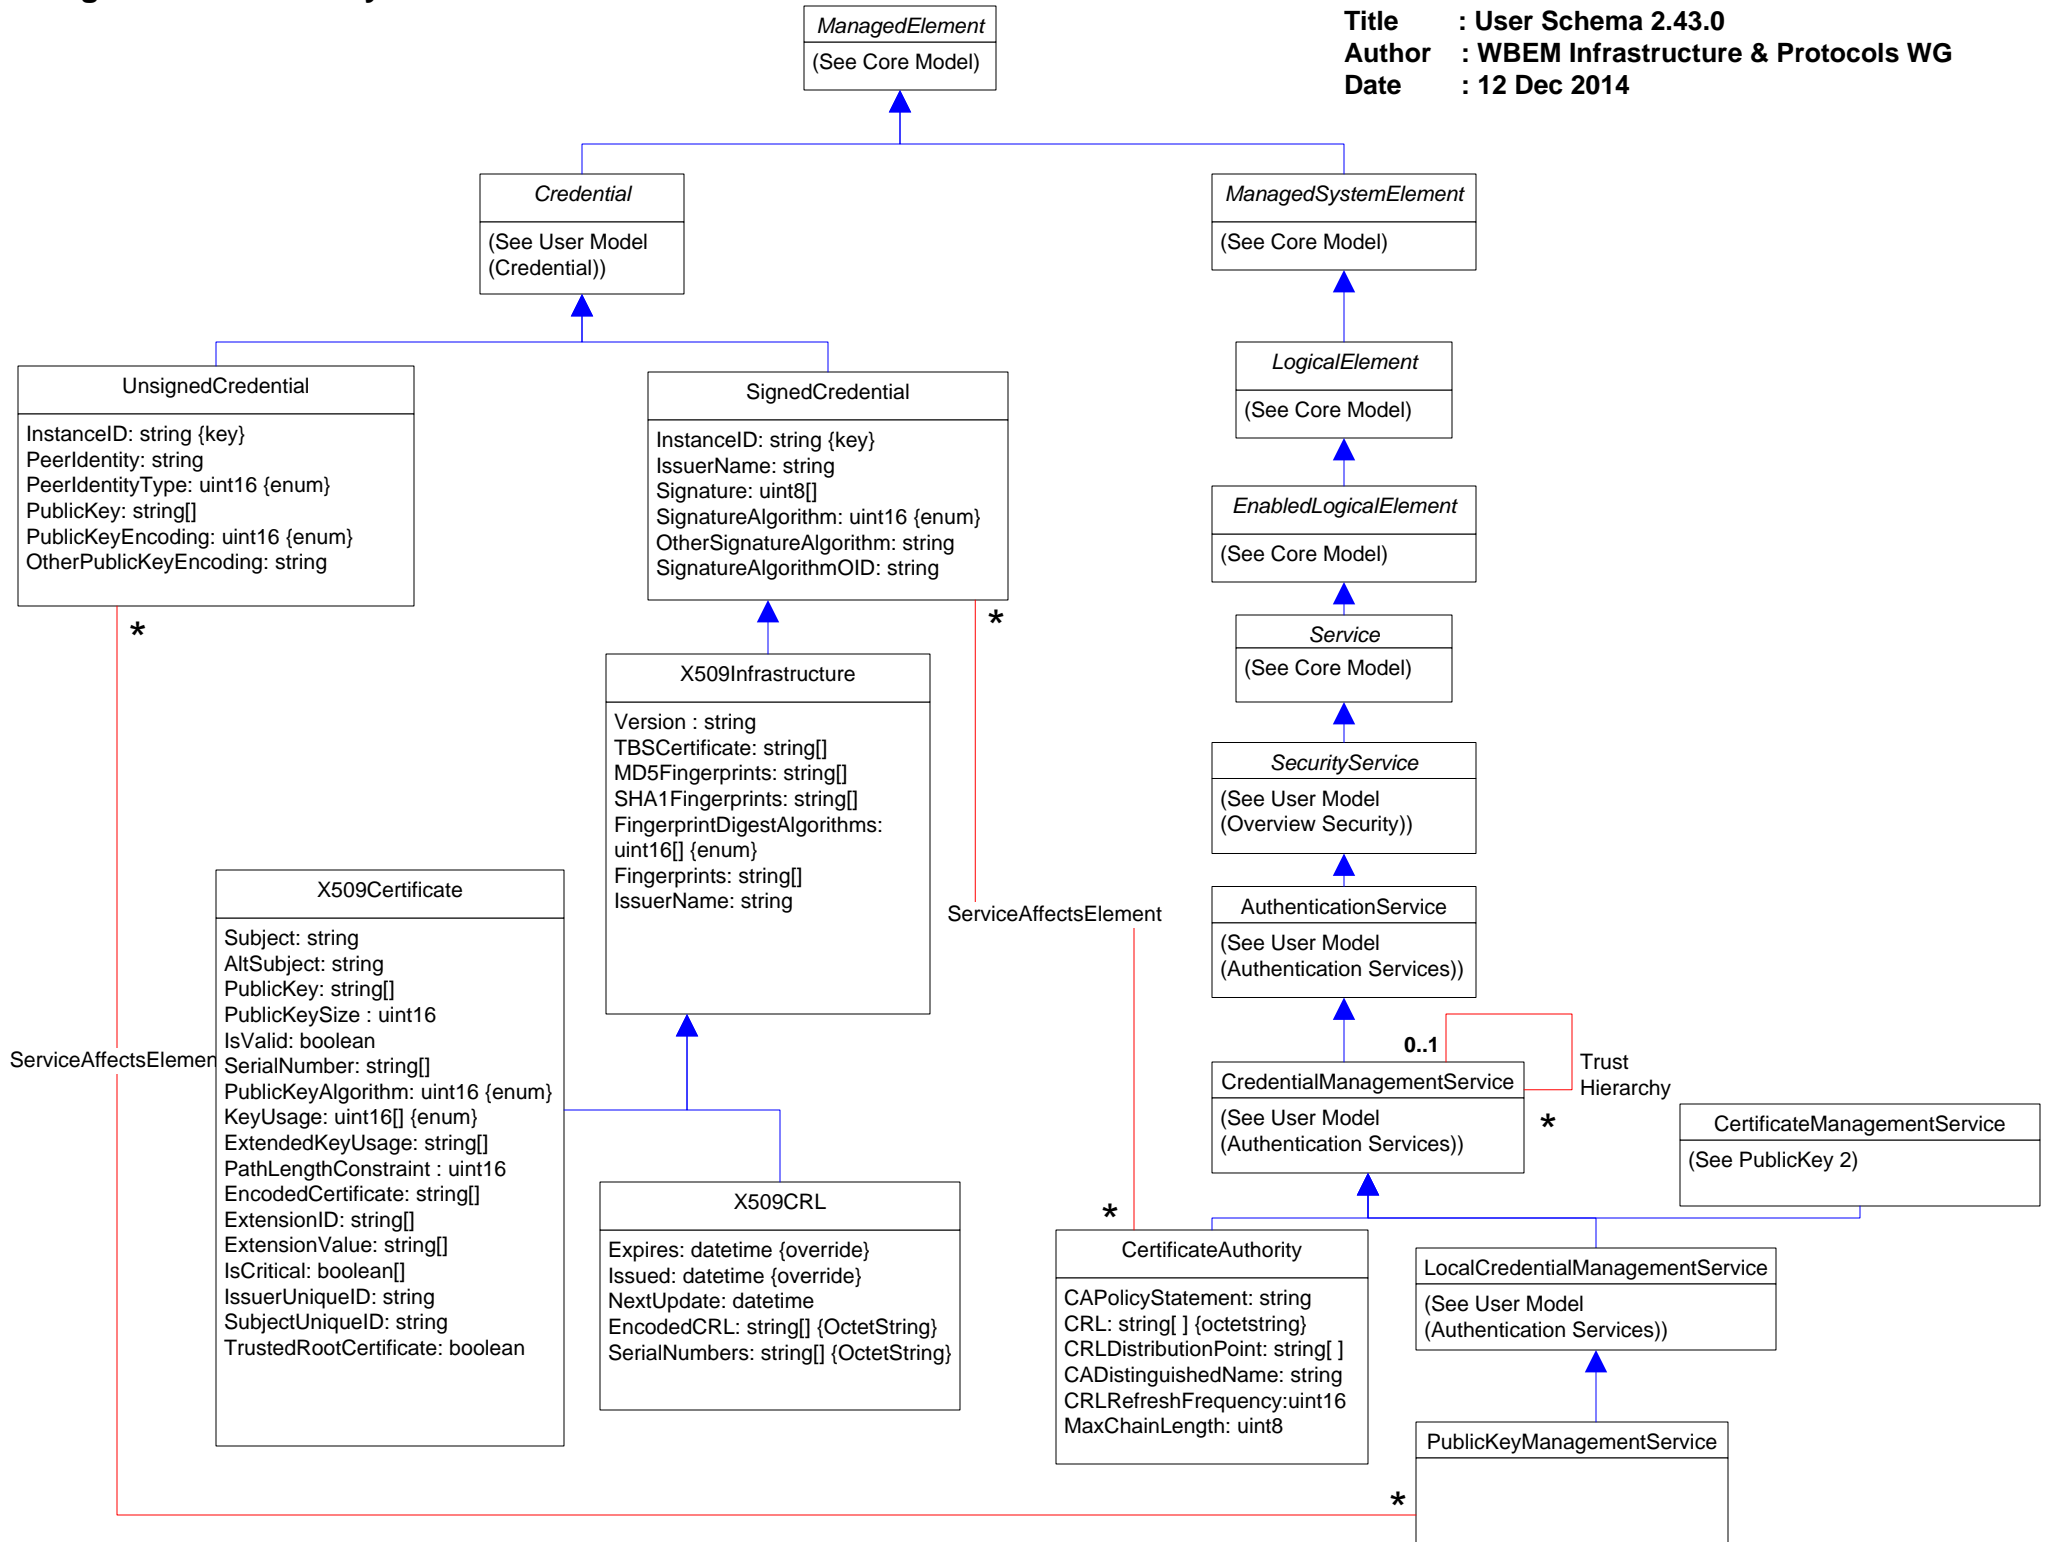 ManagedElement
(See Core Model)
Title : User Schema 2.43.0
Author : WBEM Infrastructure & Protocols WG
Date : 12 Dec 2014
Credential
(See User Model
(Credential))
ManagedSystemElement
(See Core Model)
LogicalElement
(See Core Model)
UnsignedCredential
InstanceID: string {key}
PeerIdentity: string
PeerIdentityType: uint16 {enum}
PublicKey: string[]
PublicKeyEncoding: uint16 {enum}
OtherPublicKeyEncoding: string
*
SignedCredential
InstanceID: string {key}
IssuerName: string
Signature: uint8[]
SignatureAlgorithm: uint16 {enum}
OtherSignatureAlgorithm: string
SignatureAlgorithmOID: string
*
EnabledLogicalElement
(See Core Model)
Service
(See Core Model)
X509Infrastructure
Version : string
TBSCertificate: string[]
MD5Fingerprints: string[]
SHA1Fingerprints: string[]
FingerprintDigestAlgorithms:
uint16[] {enum}
Fingerprints: string[]
IssuerName: string
SecurityService
(See User Model
(Overview Security))
ServiceAffectsElement
AuthenticationService
(See User Model
(Authentication Services))
X509Certificate
Subject: string
AltSubject: string
PublicKey: string[]
PublicKeySize : uint16
IsValid: boolean
SerialNumber: string[]
PublicKeyAlgorithm: uint16 {enum}
KeyUsage: uint16[] {enum}
ExtendedKeyUsage: string[]
PathLengthConstraint : uint16
EncodedCertificate: string[]
ExtensionID: string[]
ExtensionValue: string[]
IsCritical: boolean[]
IssuerUniqueID: string
SubjectUniqueID: string
TrustedRootCertificate: boolean
ServiceAffectsElemen
0..1
Trust
Hierarchy
CredentialManagementService
(See User Model
(Authentication Services))
*
CertificateManagementService
(See PublicKey 2)
X509CRL
Expires: datetime {override}
Issued: datetime {override}
NextUpdate: datetime
EncodedCRL: string[] {OctetString}
SerialNumbers: string[] {OctetString}
*
CertificateAuthority
CAPolicyStatement: string
CRL: string[ ] {octetstring}
CRLDistributionPoint: string[ ]
CADistinguishedName: string
CRLRefreshFrequency:uint16
MaxChainLength: uint8
LocalCredentialManagementService
(See User Model
(Authentication Services))
PublicKeyManagementService
*